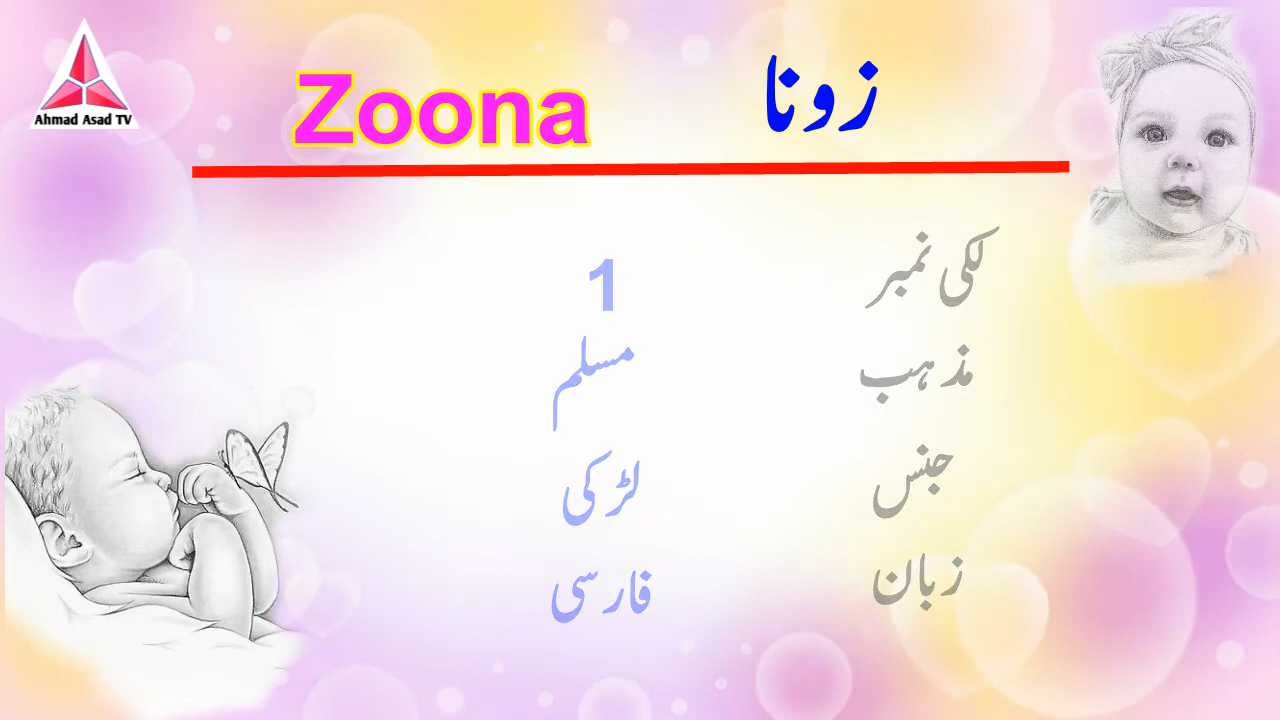 Ahmad Asad TV
Zoona زونا
لکی نمبر 1
مذہب مسلم
جنس لڑکی
زبان فارسی